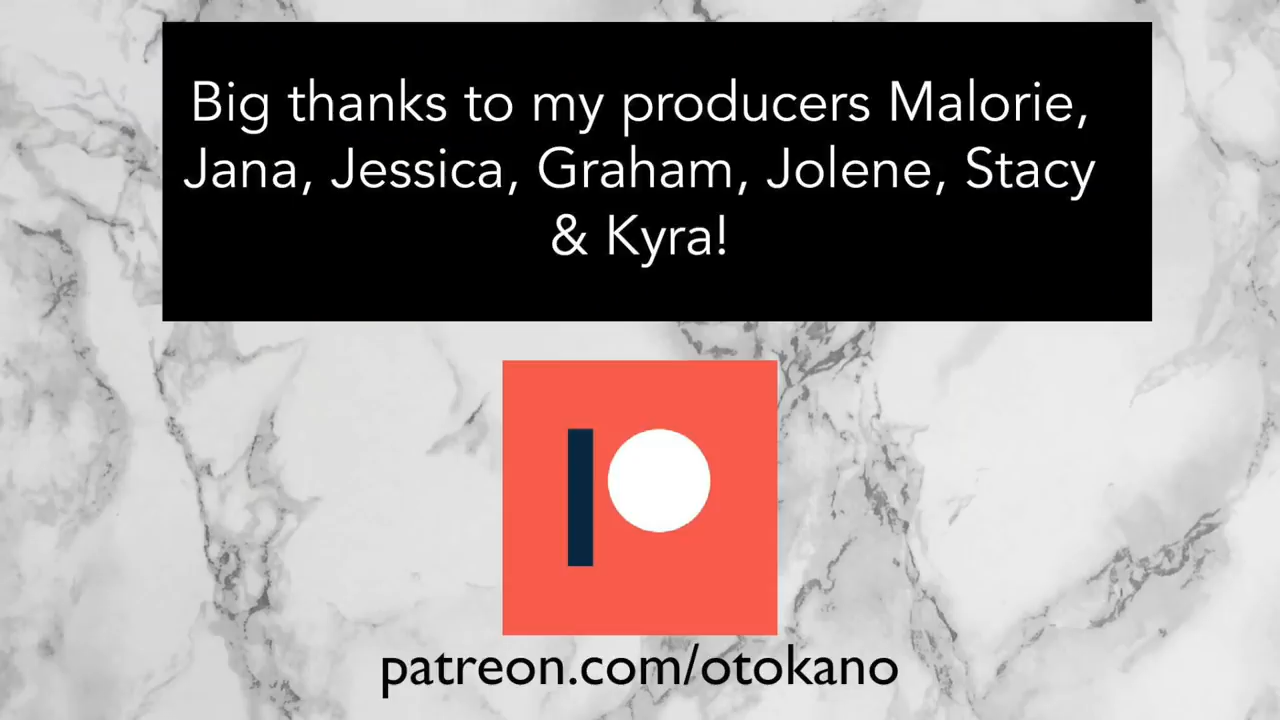 Big thanks to my producers Malorie,
Jana, Jessica, Graham, Jolene, Stacy
& Kyra!
patreon.com/otokano